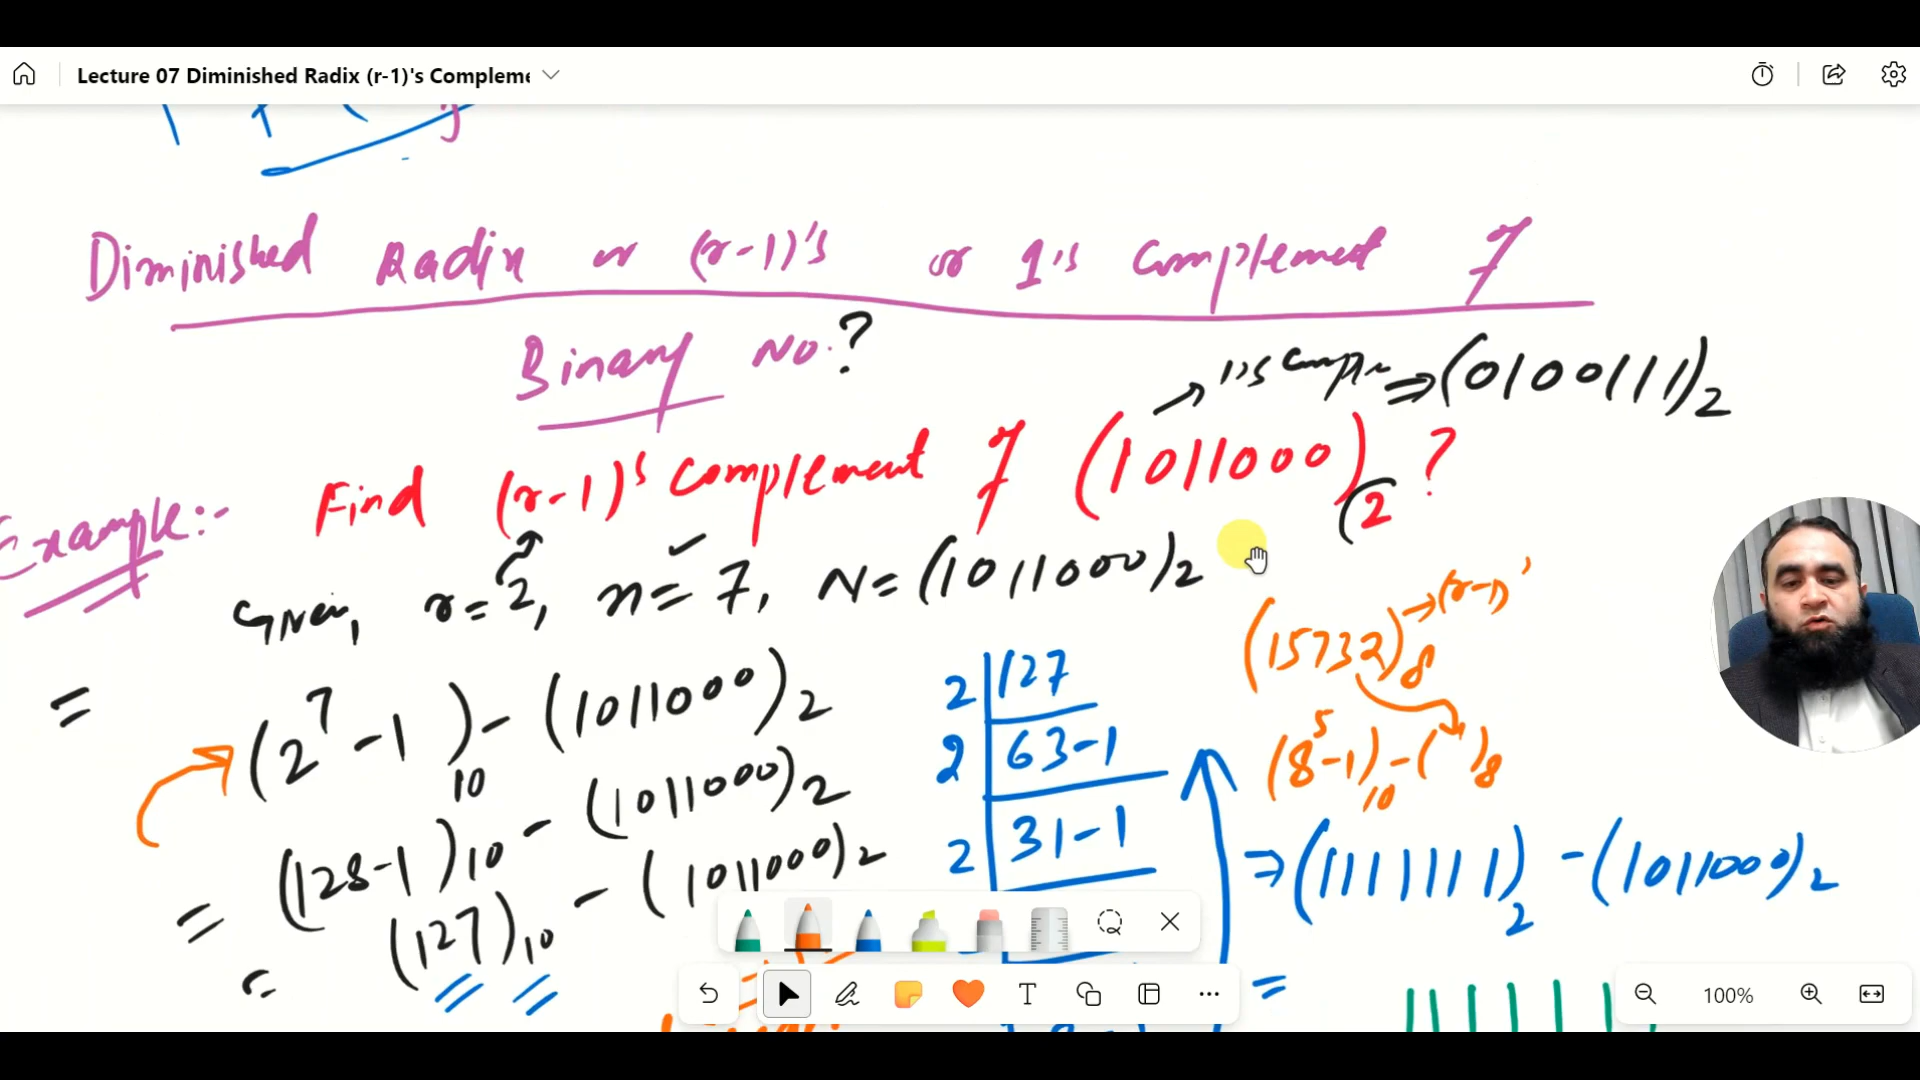 Lecture 07 Diminished Radix (r-1)'s Compleme
Diminished Radix or (r-1)'s or 1's Complement of
Binary No.?
1's Comple => (0100111)2
Example:- Find (r-1)'s Complement of (1011000)2 ?
Given, r=2, n=7, N=(1011000)2
= (2^7-1)10 - (1011000)2
= (128-1)10 - (1011000)2
= (127)10 - (1011000)2
2 | 127
2 | 63-1
2 | 31-1
(15732)8 → (r-1)'
(8^5-1)10 - ( )8
⇒ (1111111)2 - (1011000)2
=
T
100%